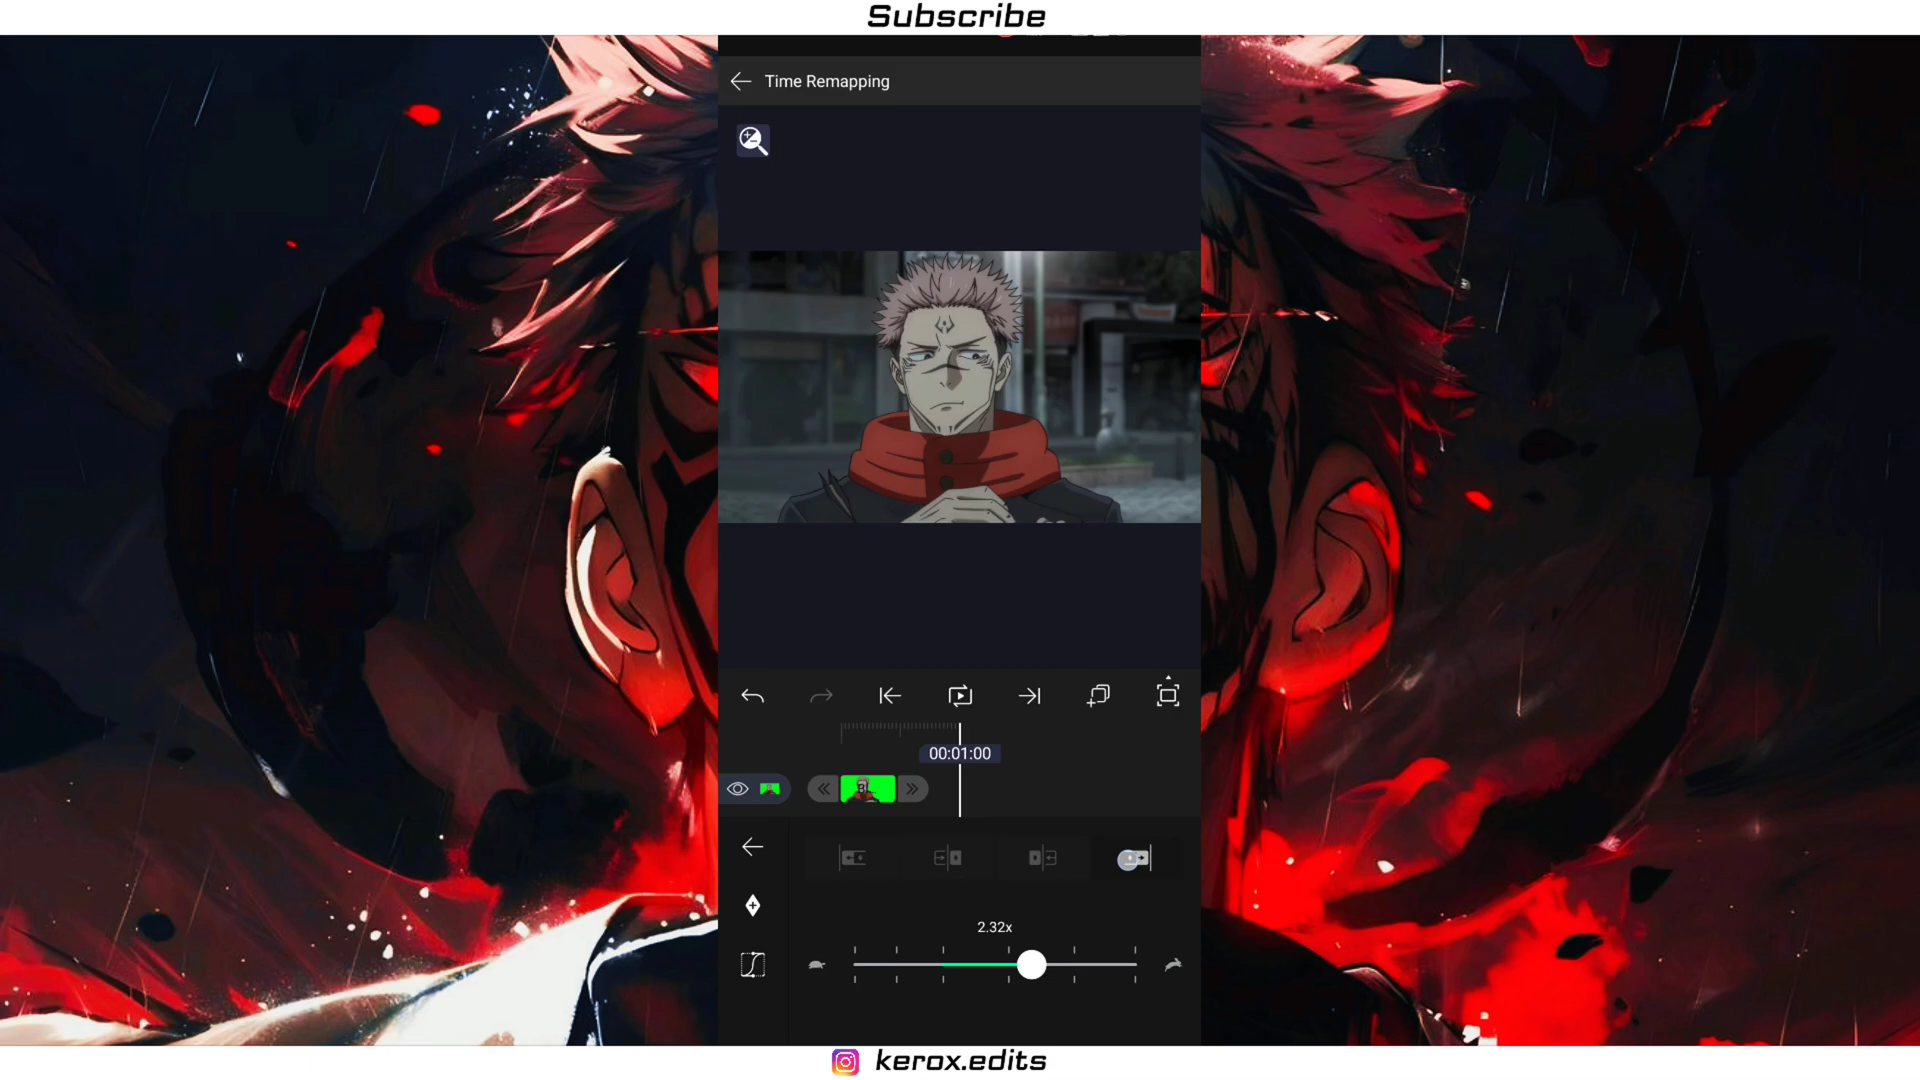 Subscribe
Time Remapping
00:01:00
2.32x
kerox.edits